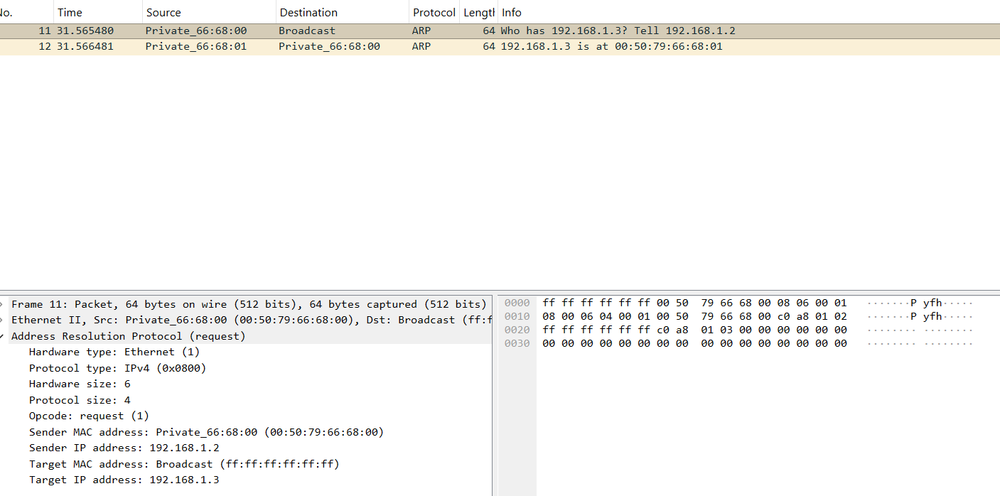 No. Time Source Destination Protocol Length Info
11 31.565480 Private_66:68:00 Broadcast ARP 64 Who has 192.168.1.3? Tell 192.168.1.2
12 31.566481 Private_66:68:01 Private_66:68:00 ARP 64 192.168.1.3 is at 00:50:79:66:68:01
Frame 11: Packet, 64 bytes on wire (512 bits), 64 bytes captured (512 bits)
Ethernet II, Src: Private_66:68:00 (00:50:79:66:68:00), Dst: Broadcast (ff:f
Address Resolution Protocol (request)
Hardware type: Ethernet (1)
Protocol type: IPv4 (0x0800)
Hardware size: 6
Protocol size: 4
Opcode: request (1)
Sender MAC address: Private_66:68:00 (00:50:79:66:68:00)
Sender IP address: 192.168.1.2
Target MAC address: Broadcast (ff:ff:ff:ff:ff:ff)
Target IP address: 192.168.1.3
0000 ff ff ff ff ff ff 00 50 79 66 68 00 08 06 00 01 ·······P yfh·····
0010 08 00 06 04 00 01 00 50 79 66 68 00 c0 a8 01 02 ·······P yfh·····
0020 ff ff ff ff ff ff c0 a8 01 03 00 00 00 00 00 00 ········ ········
0030 00 00 00 00 00 00 00 00 00 00 00 00 00 00 00 00 ········ ········